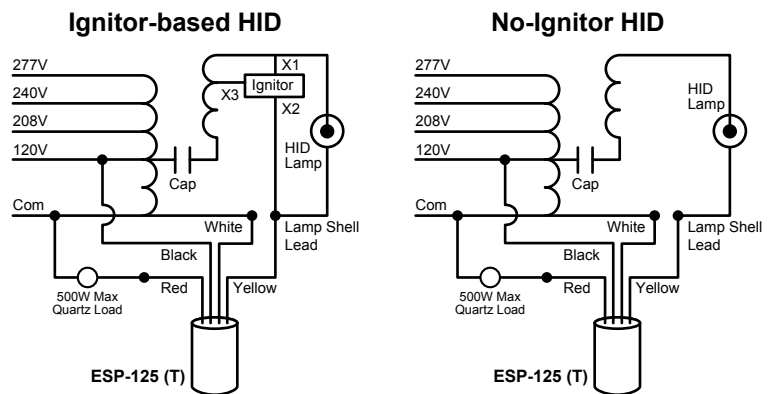 Ignitor-based HID
277V
240V
208V
120V
Com
X1
Ignitor
X3
X2
HID
Lamp
Cap
White
Lamp Shell
Lead
Black
Red
Yellow
500W Max
Quartz Load
ESP-125 (T)
No-Ignitor HID
277V
240V
208V
120V
Com
HID
Lamp
Cap
White
Lamp Shell
Lead
Black
Red
Yellow
500W Max
Quartz Load
ESP-125 (T)